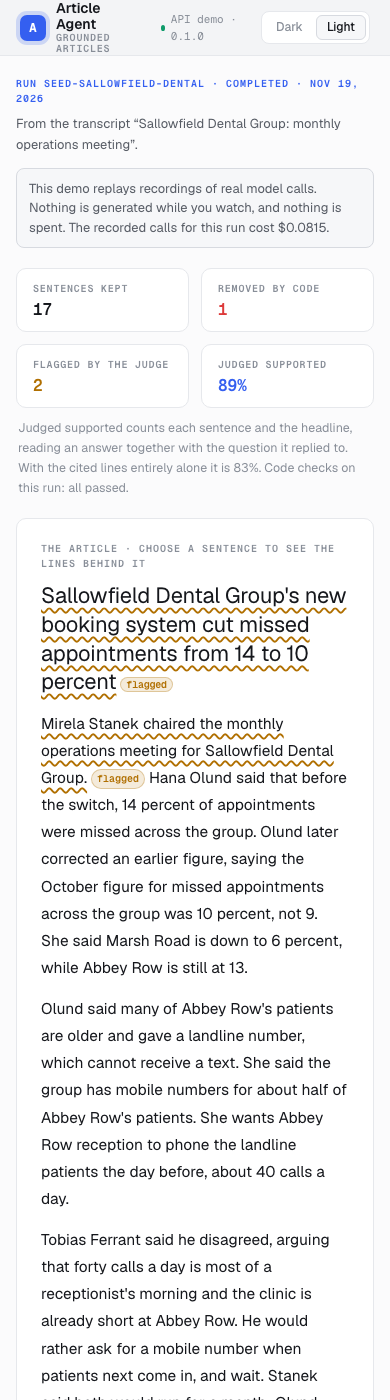 A
Article Agent
GROUNDED ARTICLES
API demo · 0.1.0
Dark
Light
RUN SEED-SALLOWFIELD-DENTAL · COMPLETED · NOV 19,
2026
From the transcript “Sallowfield Dental Group: monthly
operations meeting”.
This demo replays recordings of real model calls.
Nothing is generated while you watch, and nothing is
spent. The recorded calls for this run cost $0.0815.
SENTENCES KEPT
17
REMOVED BY CODE
1
FLAGGED BY THE JUDGE
2
JUDGED SUPPORTED
89%
Judged supported counts each sentence and the headline,
reading an answer together with the question it replied to.
With the cited lines entirely alone it is 83%. Code checks on
this run: all passed.
THE ARTICLE · CHOOSE A SENTENCE TO SEE THE
LINES BEHIND IT
Sallowfield Dental Group's new
booking system cut missed
appointments from 14 to 10
percent flagged
Mirela Stanek chaired the monthly
operations meeting for Sallowfield Dental
Group. flagged Hana Olund said that before
the switch, 14 percent of appointments
were missed across the group. Olund later
corrected an earlier figure, saying the
October figure for missed appointments
across the group was 10 percent, not 9.
She said Marsh Road is down to 6 percent,
while Abbey Row is still at 13.
Olund said many of Abbey Row's patients
are older and gave a landline number,
which cannot receive a text. She said the
group has mobile numbers for about half of
Abbey Row's patients. She wants Abbey
Row reception to phone the landline
patients the day before, about 40 calls a
day.
Tobias Ferrant said he disagreed, arguing
that forty calls a day is most of a
receptionist's morning and the clinic is
already short at Abbey Row. He would
rather ask for a mobile number when
patients next come in, and wait. Stanek